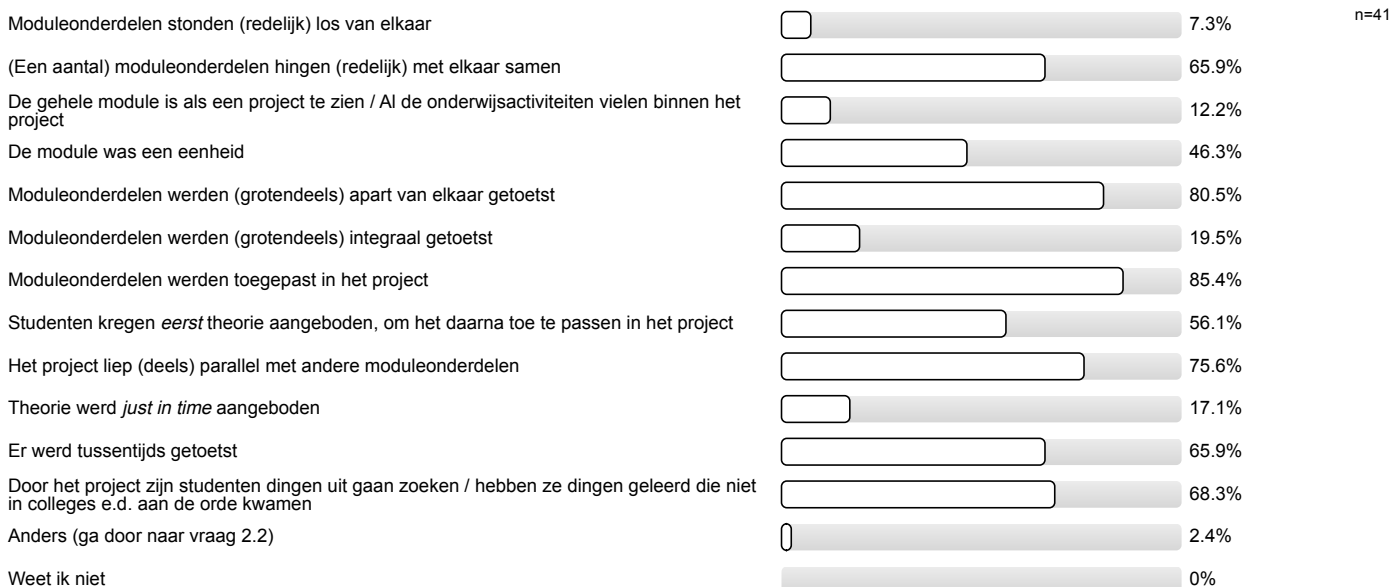 n=41
Moduleonderdelen stonden (redelijk) los van elkaar 7.3%
(Een aantal) moduleonderdelen hingen (redelijk) met elkaar samen 65.9%
De gehele module is als een project te zien / Al de onderwijsactiviteiten vielen binnen het
project 12.2%
De module was een eenheid 46.3%
Moduleonderdelen werden (grotendeels) apart van elkaar getoetst 80.5%
Moduleonderdelen werden (grotendeels) integraal getoetst 19.5%
Moduleonderdelen werden toegepast in het project 85.4%
Studenten kregen eerst theorie aangeboden, om het daarna toe te passen in het project 56.1%
Het project liep (deels) parallel met andere moduleonderdelen 75.6%
Theorie werd just in time aangeboden 17.1%
Er werd tussentijds getoetst 65.9%
Door het project zijn studenten dingen uit gaan zoeken / hebben ze dingen geleerd die niet
in colleges e.d. aan de orde kwamen 68.3%
Anders (ga door naar vraag 2.2) 2.4%
Weet ik niet 0%